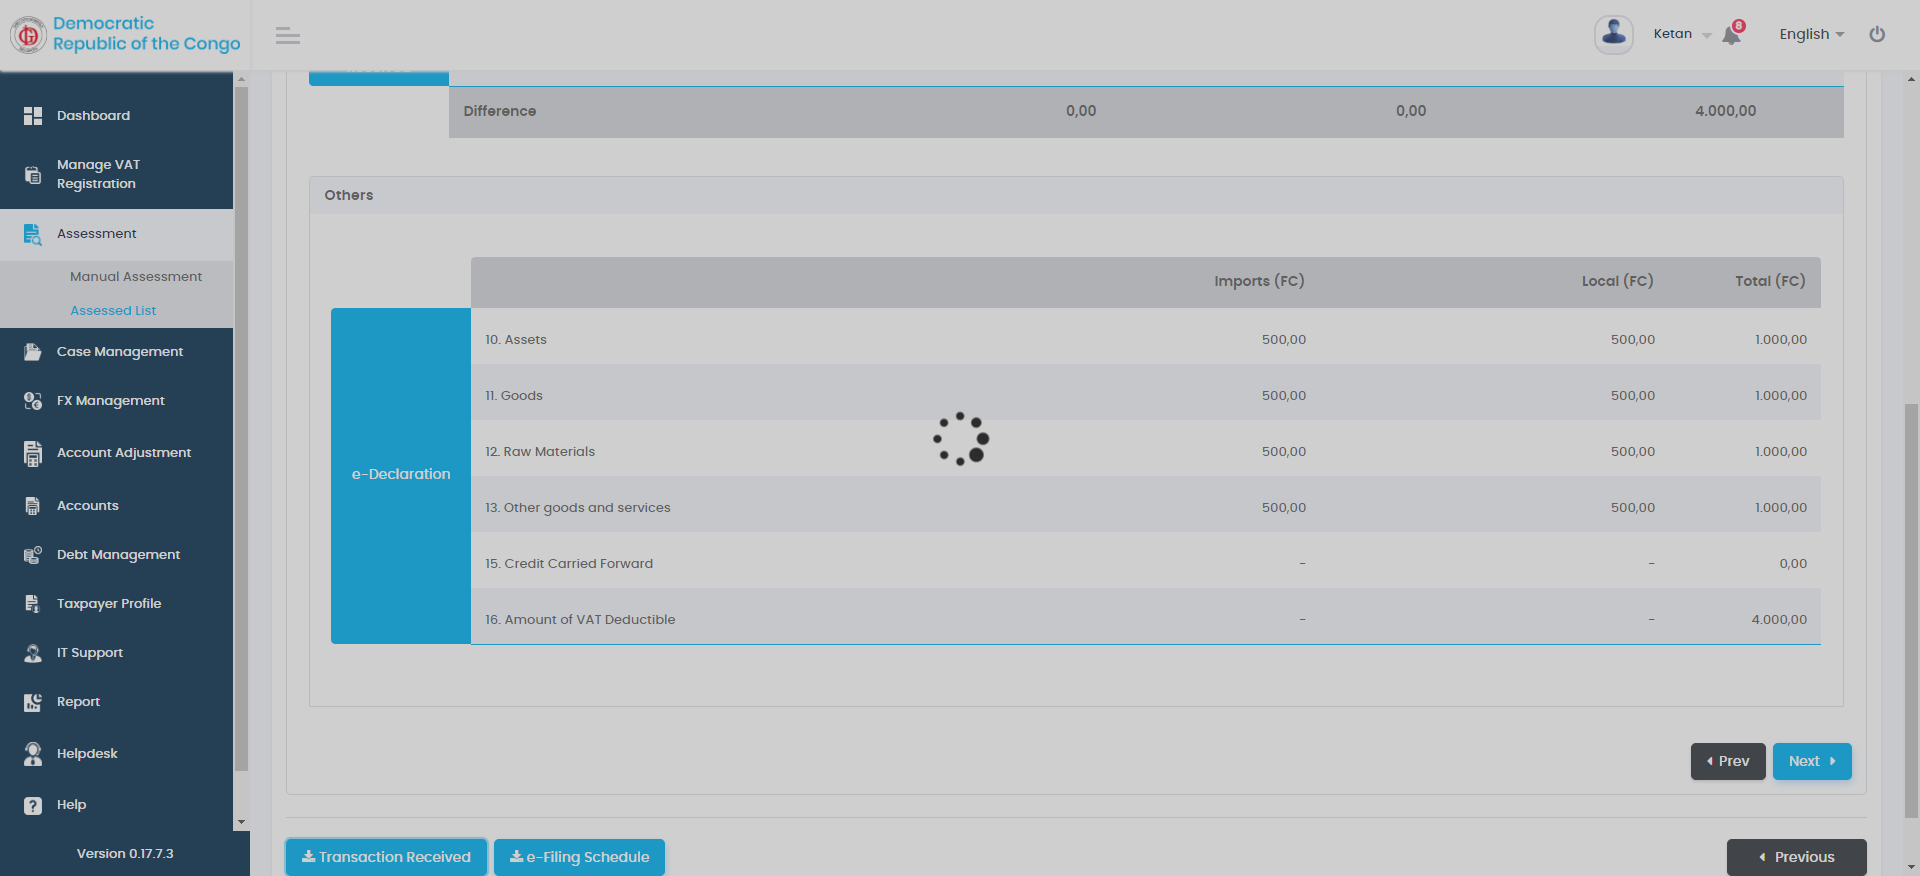 Democratic
Republic of the Congo
Ketan
8
English
Dashboard
Manage VAT
Registration
Assessment
Manual Assessment
Assessed List
Case Management
FX Management
Account Adjustment
Accounts
Debt Management
Taxpayer Profile
IT Support
Report
Helpdesk
Help
Version 0.17.7.3
Difference 0,00 0,00 4.000,00
Others
Imports (FC) Local (FC) Total (FC)
e-Declaration
10. Assets 500,00 500,00 1.000,00
11. Goods 500,00 500,00 1.000,00
12. Raw Materials 500,00 500,00 1.000,00
13. Other goods and services 500,00 500,00 1.000,00
15. Credit Carried Forward - - 0,00
16. Amount of VAT Deductible - - 4.000,00
Prev Next
Transaction Received e-Filing Schedule Previous